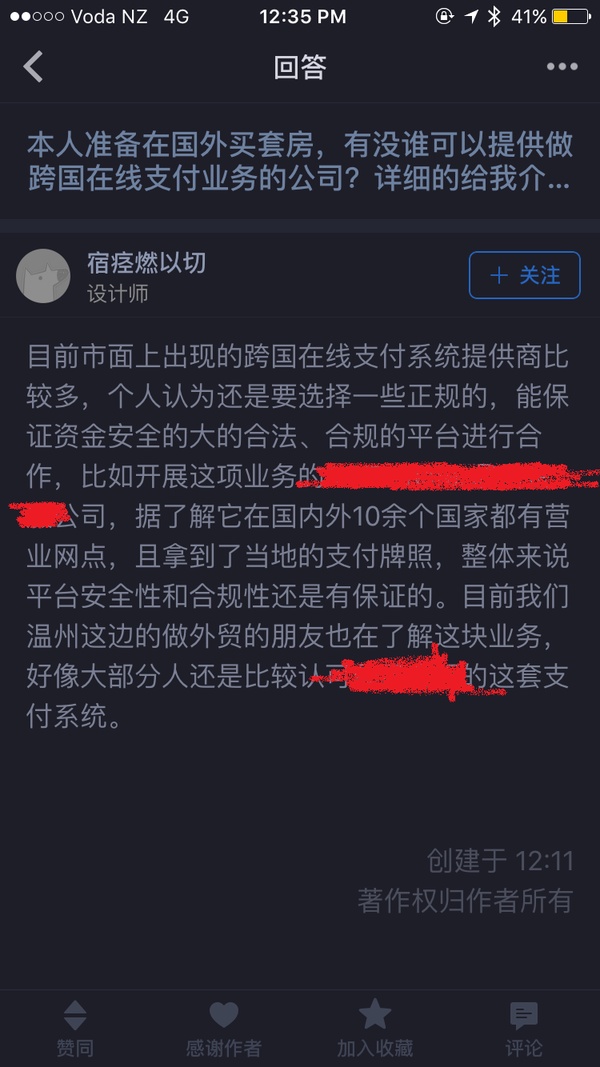 Voda NZ 4G 12:35 PM 41%
回答
本人准备在国外买套房，有没谁可以提供做
跨国在线支付业务的公司？详细的给我介...
宿痉燃以切
设计师
＋ 关注
目前市面上出现的跨国在线支付系统提供商比
较多，个人认为还是要选择一些正规的，能保
证资金安全的大的合法、合规的平台进行合
作，比如开展这项业务的
公司，据了解它在国内外10余个国家都有营
业网点，且拿到了当地的支付牌照，整体来说
平台安全性和合规性还是有保证的。目前我们
温州这边的做外贸的朋友也在了解这块业务，
好像大部分人还是比较认可的这套支
付系统。
创建于 12:11
著作权归作者所有
赞同 感谢作者 加入收藏 评论